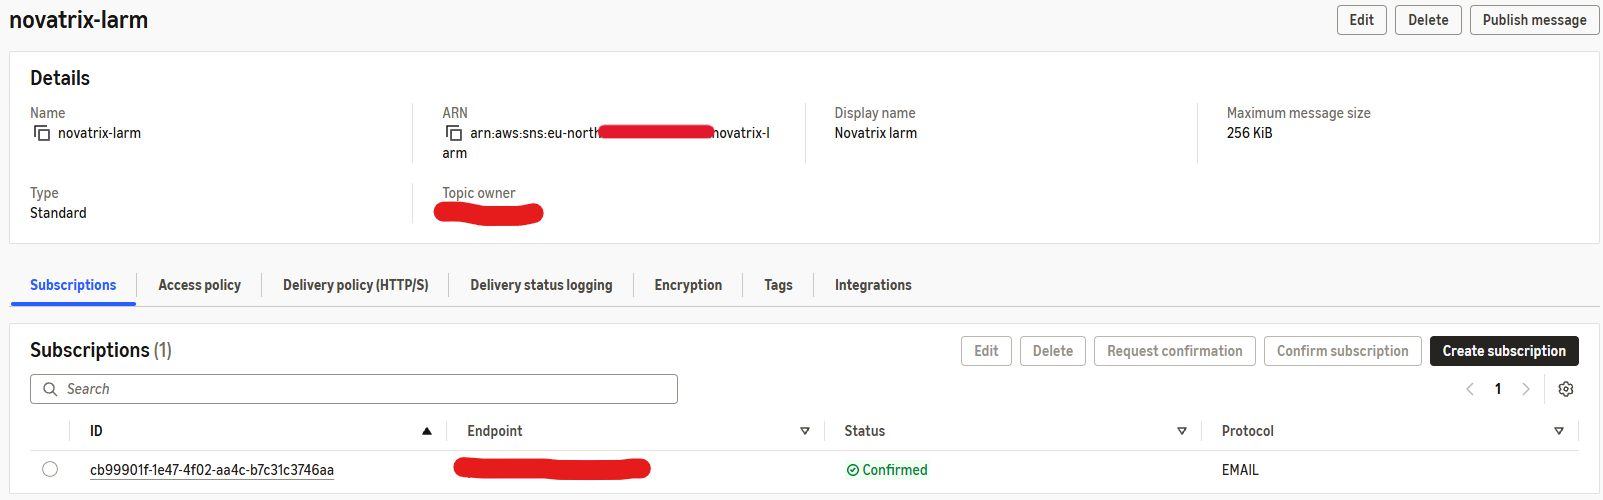 novatrix-larm
Edit Delete Publish message
Details
Name ARN Display name Maximum message size
novatrix-larm arn:aws:sns:eu-north novatrix-l Novatrix larm 256 KiB
arm
Type Topic owner
Standard
Subscriptions Access policy Delivery policy (HTTP/S) Delivery status logging Encryption Tags Integrations
Subscriptions (1) Edit Delete Request confirmation Confirm subscription Create subscription
Search 1
ID Endpoint Status Protocol
cb99901f-1e47-4f02-aa4c-b7c31c3746aa Confirmed EMAIL